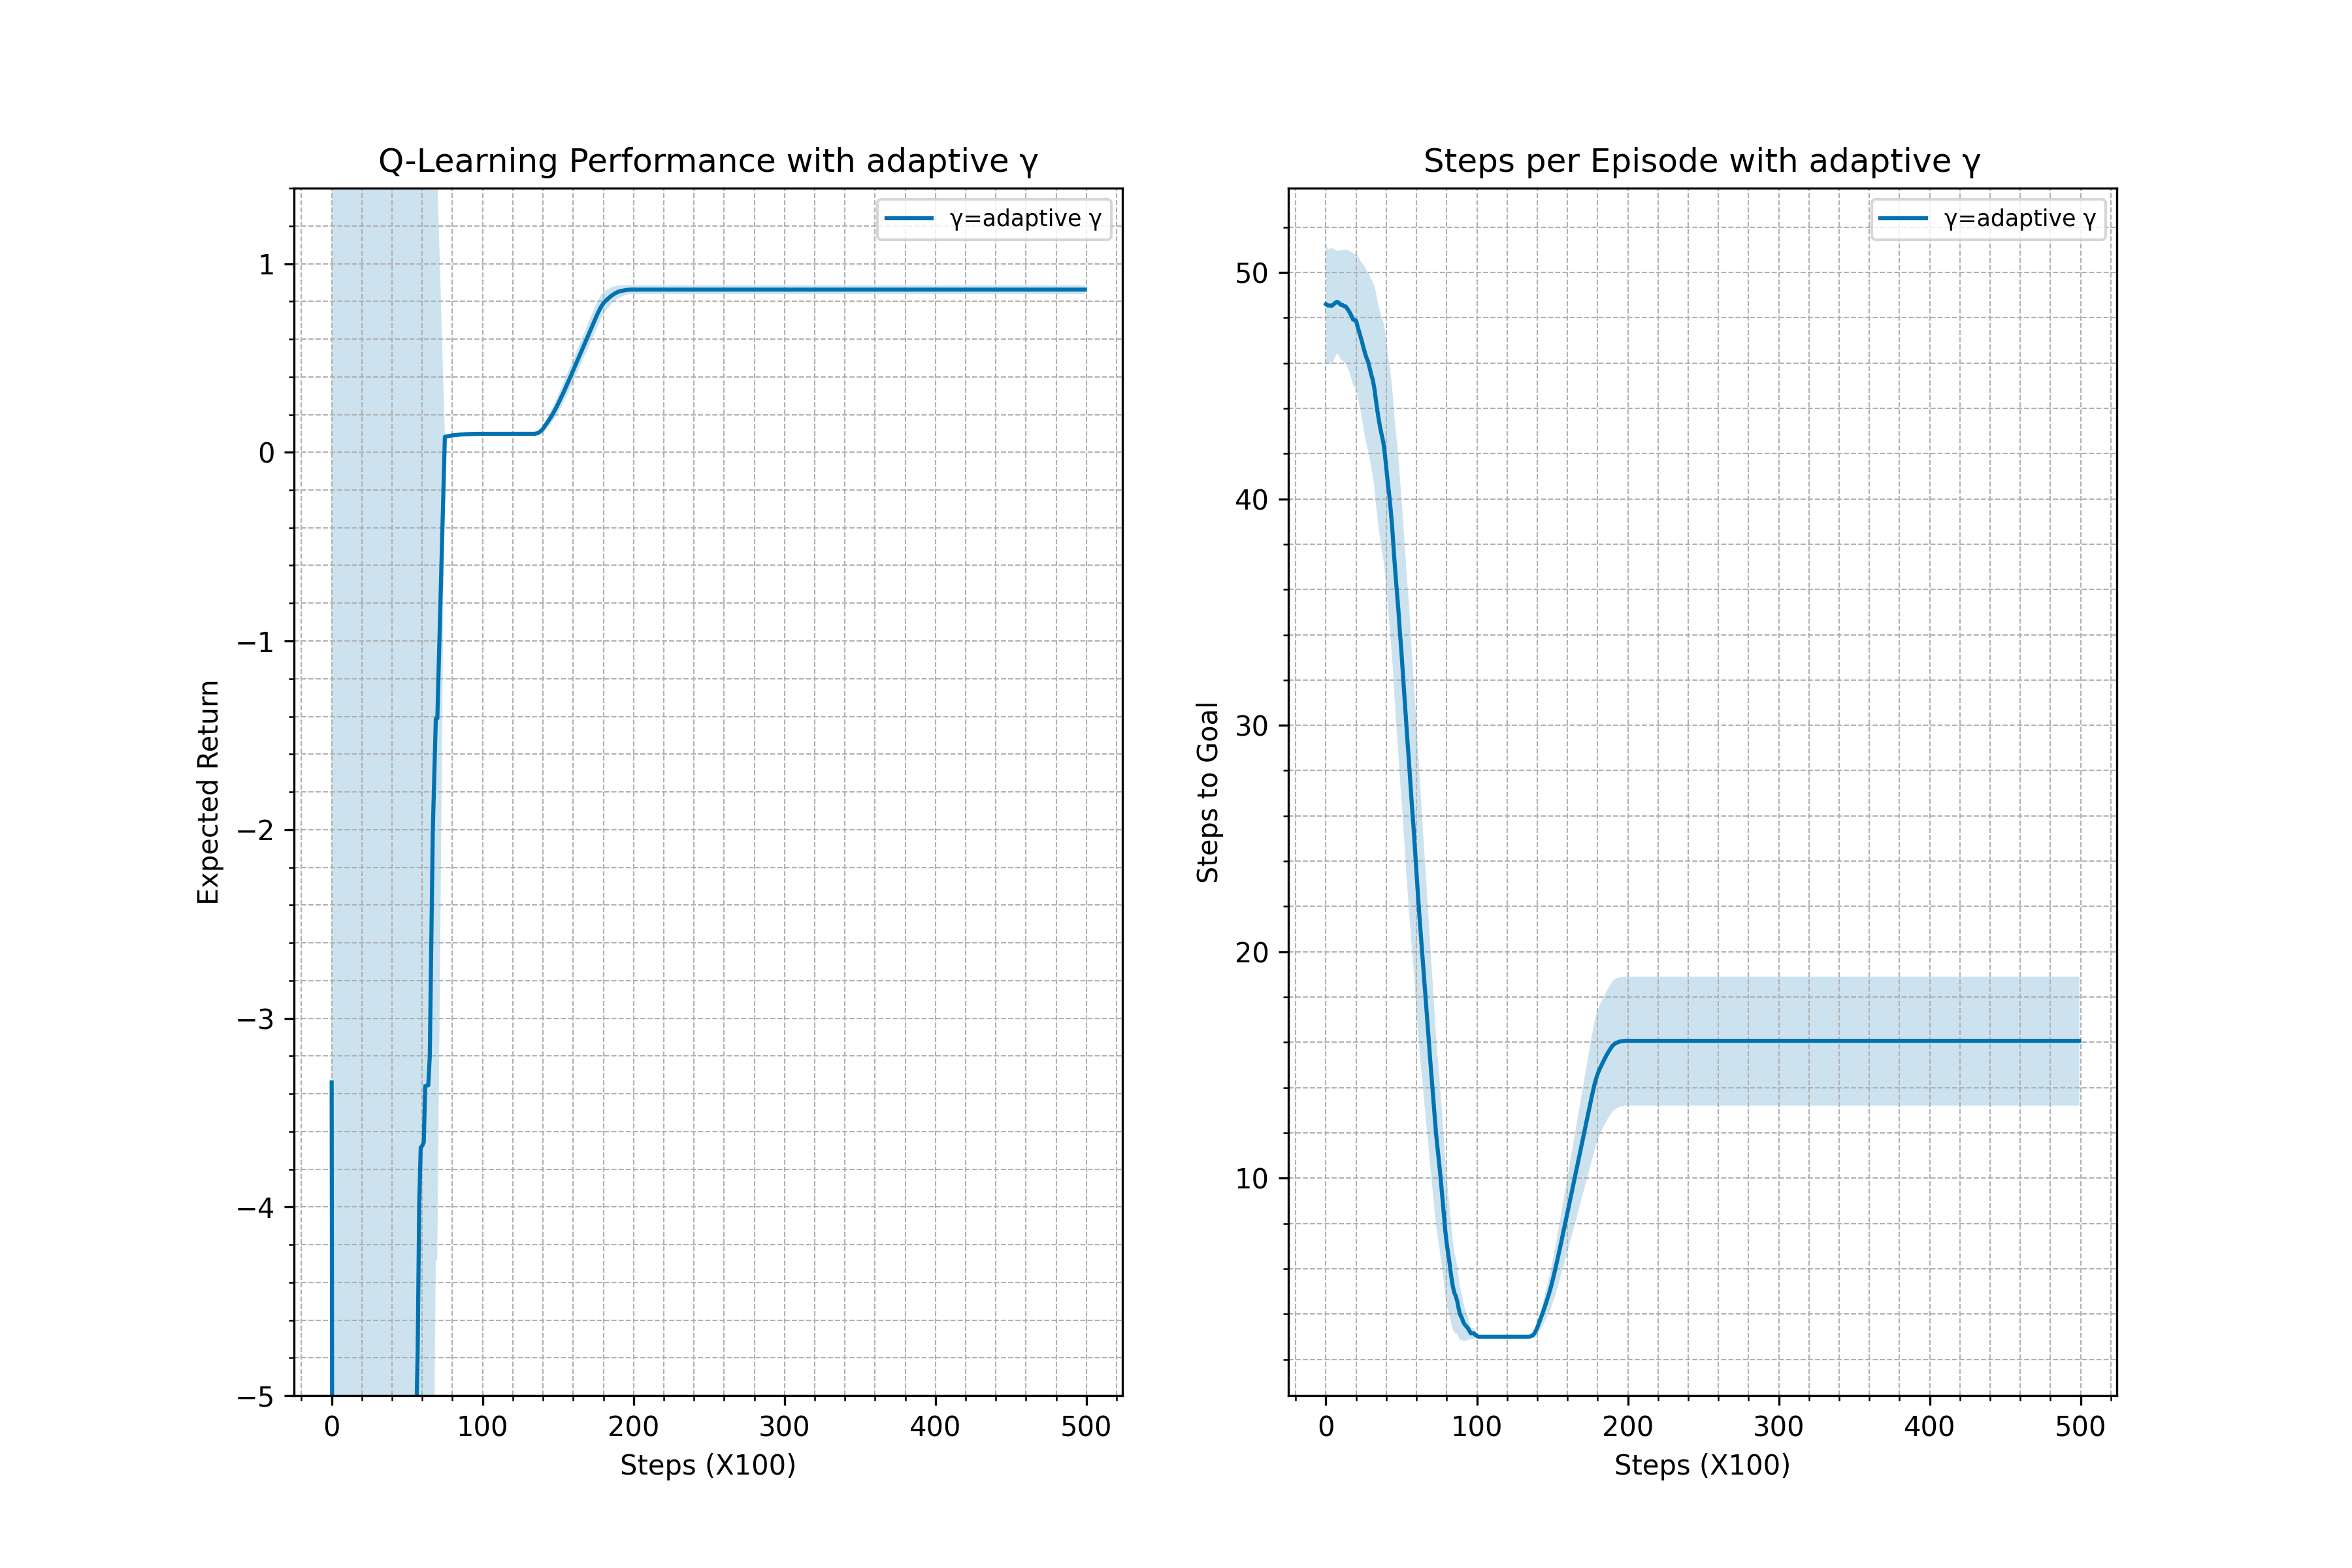 Q-Learning Performance with adaptive γ
γ=adaptive γ
1
0
−1
−2
−3
−4
−5
Expected Return
0 100 200 300 400 500
Steps (X100)
Steps per Episode with adaptive γ
γ=adaptive γ
50
40
30
20
10
Steps to Goal
0 100 200 300 400 500
Steps (X100)